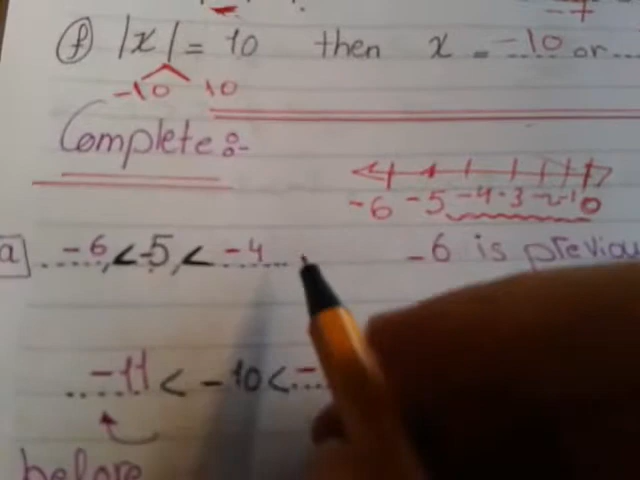 -7
f |x| = 10 then x = -10 or ...
-10 10
Complete :-
-6 -5 -4 -3 -2 -1 0
a -6 < -5 < -4 -6 is
-11 < -10 < -
before